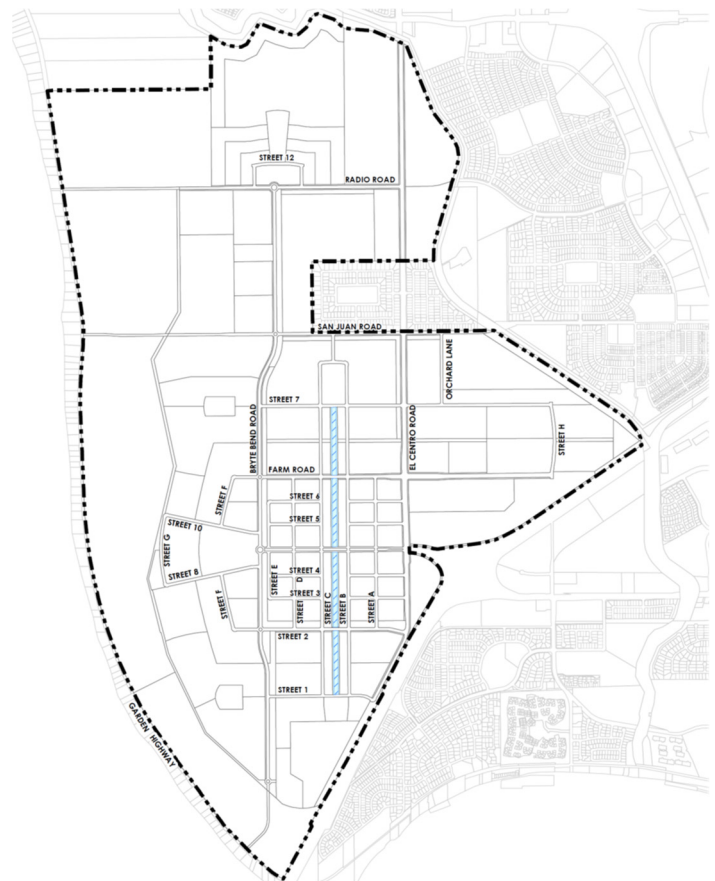 STREET 12
RADIO ROAD
SAN JUAN ROAD
ORCHARD LANE
STREET 7
BRYTE BEND ROAD
EL CENTRO ROAD
STREET H
FARM ROAD
STREET F
STREET 6
STREET 10
STREET 5
STREET G
STREET 8
STREET E
STREET 4
STREET D
STREET 3
STREET C
STREET B
STREET A
STREET F
STREET 2
STREET 1
GARDEN HIGHWAY